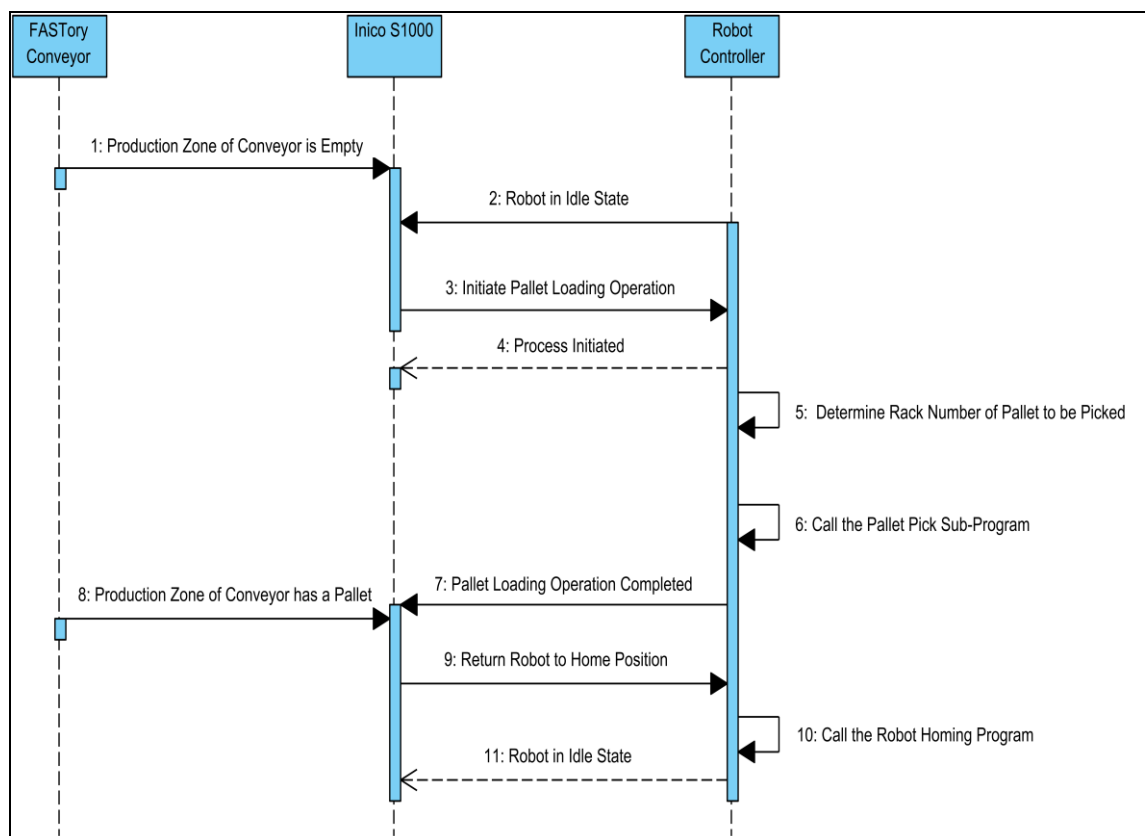 FASTory
Conveyor
Inico S1000
Robot
Controller
1: Production Zone of Conveyor is Empty
2: Robot in Idle State
3: Initiate Pallet Loading Operation
4: Process Initiated
5:  Determine Rack Number of Pallet to be Picked
6: Call the Pallet Pick Sub-Program
7: Pallet Loading Operation Completed
8: Production Zone of Conveyor has a Pallet
9: Return Robot to Home Position
10: Call the Robot Homing Program
11: Robot in Idle State